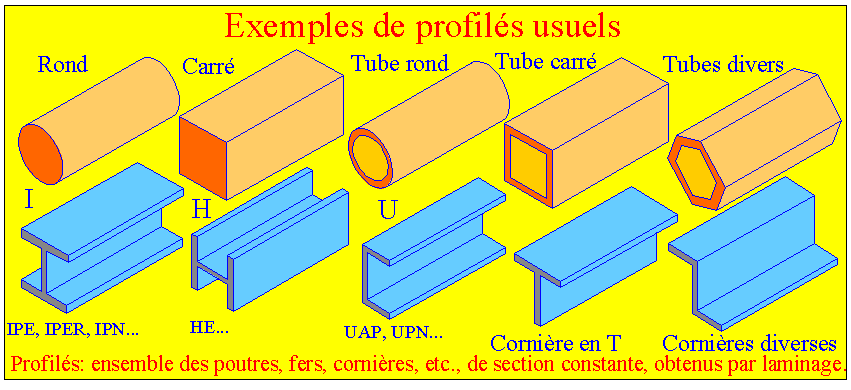 Exemples de profilés usuels
Rond
Carré
Tube rond
Tube carré
Tubes divers
I
H
U
IPE, IPER, IPN...
HE...
UAP, UPN...
Cornière en T
Cornières diverses
Profilés: ensemble des poutres, fers, cornières, etc., de section constante, obtenus par laminage.